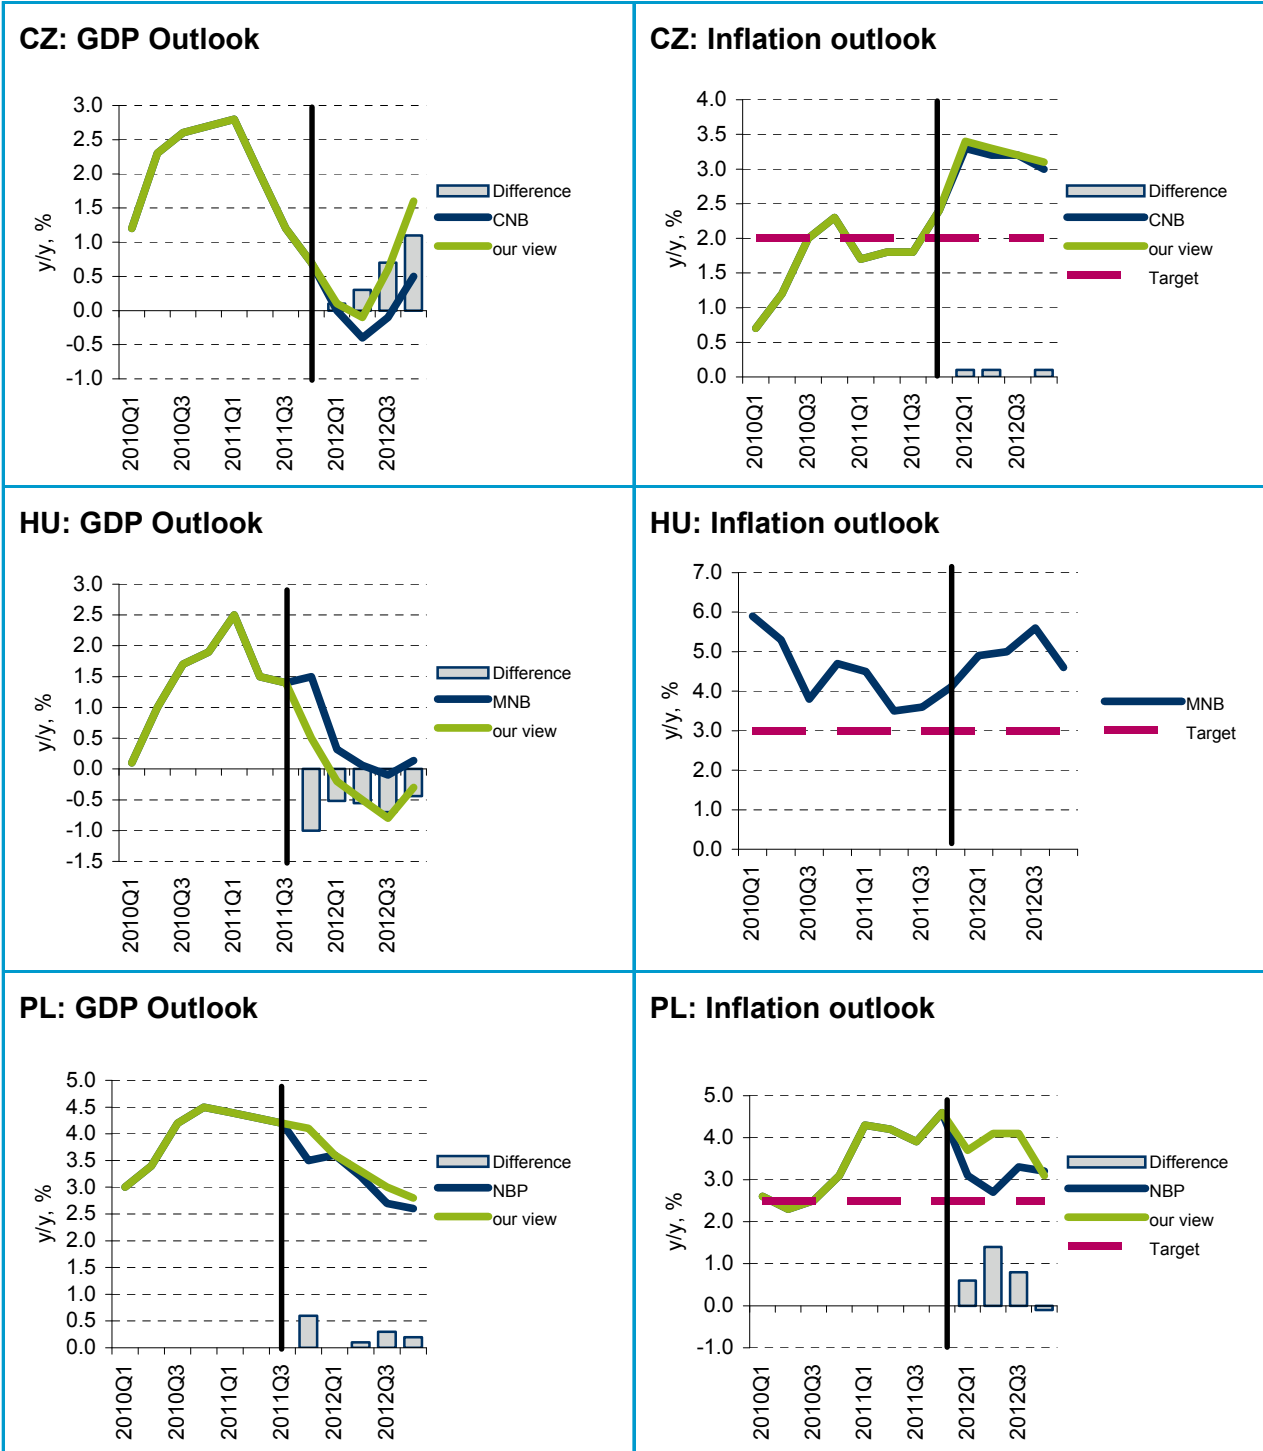 CZ: GDP Outlook
y/y, %
3.0
2.5
2.0
1.5
1.0
0.5
0.0
-0.5
-1.0
2010Q1
2010Q3
2011Q1
2011Q3
2012Q1
2012Q3
Difference
CNB
our view
CZ: Inflation outlook
y/y, %
4.0
3.5
3.0
2.5
2.0
1.5
1.0
0.5
0.0
2010Q1
2010Q3
2011Q1
2011Q3
2012Q1
2012Q3
Difference
CNB
our view
Target
HU: GDP Outlook
y/y, %
3.0
2.5
2.0
1.5
1.0
0.5
0.0
-0.5
-1.0
-1.5
2010Q1
2010Q3
2011Q1
2011Q3
2012Q1
2012Q3
Difference
MNB
our view
HU: Inflation outlook
y/y, %
7.0
6.0
5.0
4.0
3.0
2.0
1.0
0.0
2010Q1
2010Q3
2011Q1
2011Q3
2012Q1
2012Q3
MNB
Target
PL: GDP Outlook
y/y, %
5.0
4.5
4.0
3.5
3.0
2.5
2.0
1.5
1.0
0.5
0.0
2010Q1
2010Q3
2011Q1
2011Q3
2012Q1
2012Q3
Difference
NBP
our view
PL: Inflation outlook
y/y, %
5.0
4.0
3.0
2.0
1.0
0.0
-1.0
2010Q1
2010Q3
2011Q1
2011Q3
2012Q1
2012Q3
Difference
NBP
our view
Target